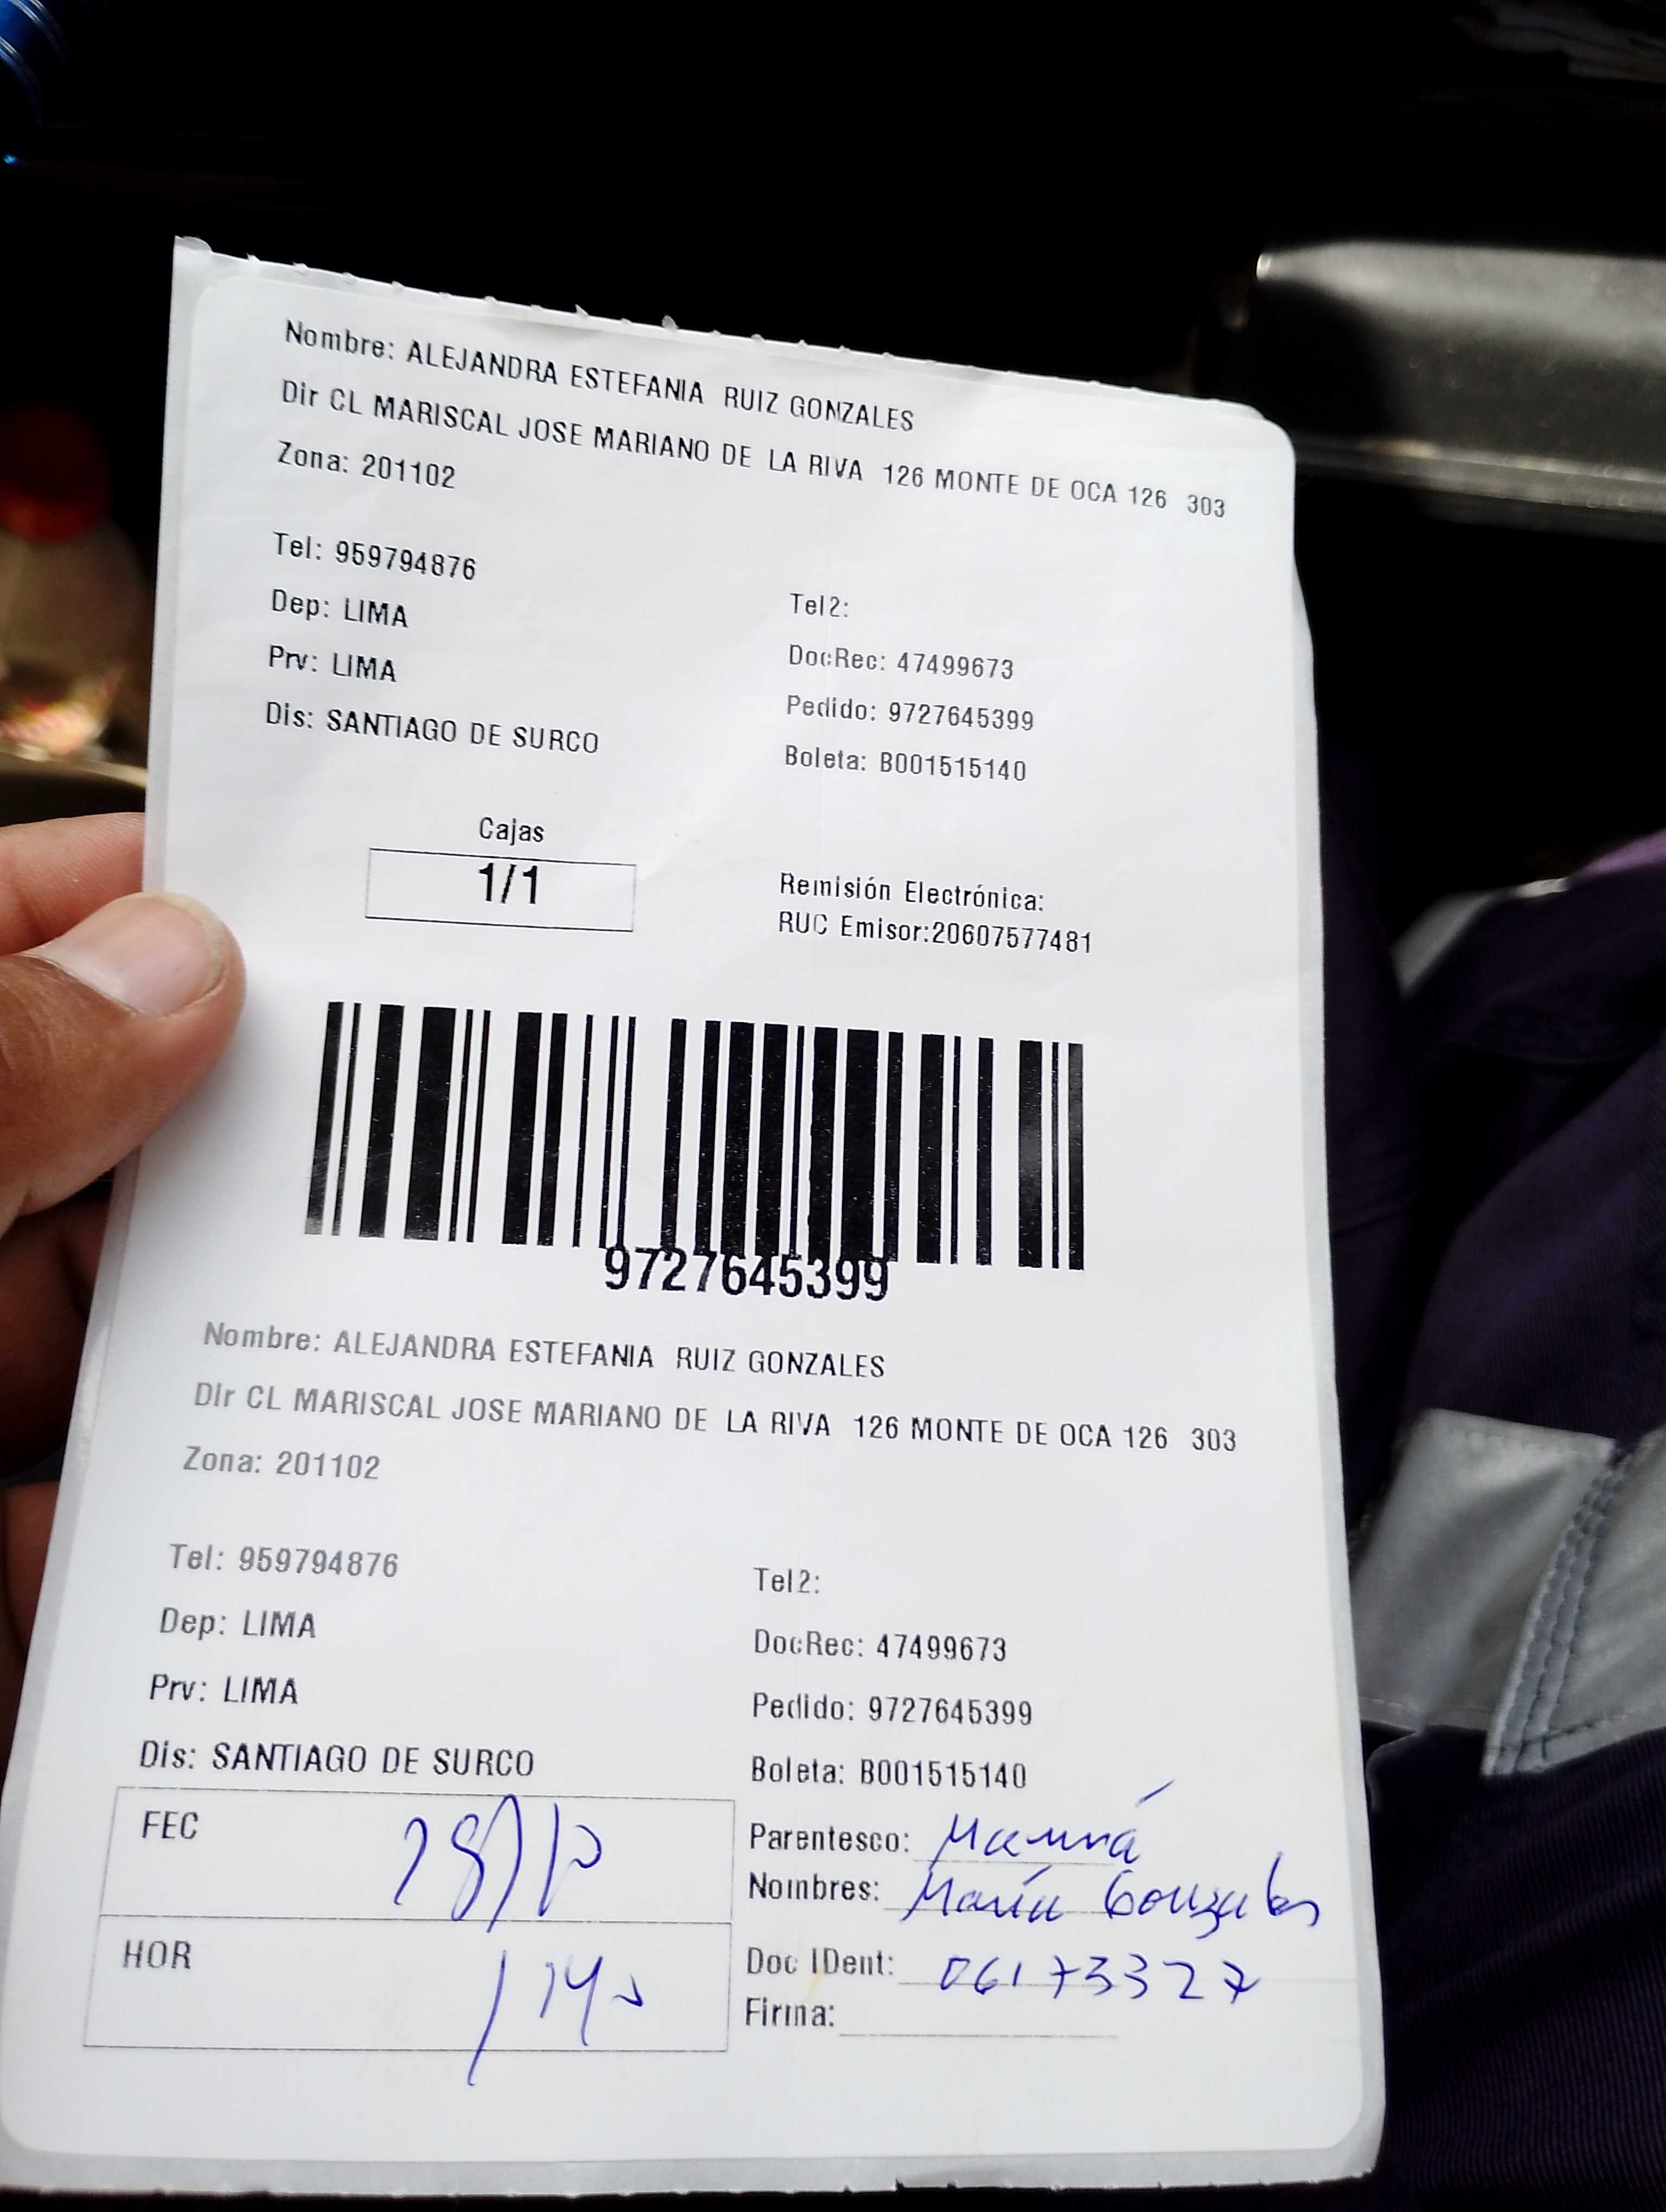 Nombre: ALEJANDRA ESTEFANIA RUIZ GONZALES
Dir CL MARISCAL JOSE MARIANO DE LA RIVA 126 MONTE DE OCA 126 303
Zona: 201102
Tel: 959794876
Tel2:
Dep: LIMA
DocRec: 47499673
Prv: LIMA
Pedido: 9727645399
Dis: SANTIAGO DE SURCO
Boleta: B001515140
Cajas
1/1
Remisión Electrónica:
RUC Emisor:20607577481
9727645399
Nombre: ALEJANDRA ESTEFANIA RUIZ GONZALES
Dir CL MARISCAL JOSE MARIANO DE LA RIVA 126 MONTE DE OCA 126 303
Zona: 201102
Tel: 959794876
Tel2:
Dep: LIMA
DocRec: 47499673
Prv: LIMA
Pedido: 9727645399
Dis: SANTIAGO DE SURCO
Boleta: B001515140
FEC
Parentesco: Mamá
Nombres: María Gonzales
HOR
Doc IDent: 06173327
Firma: